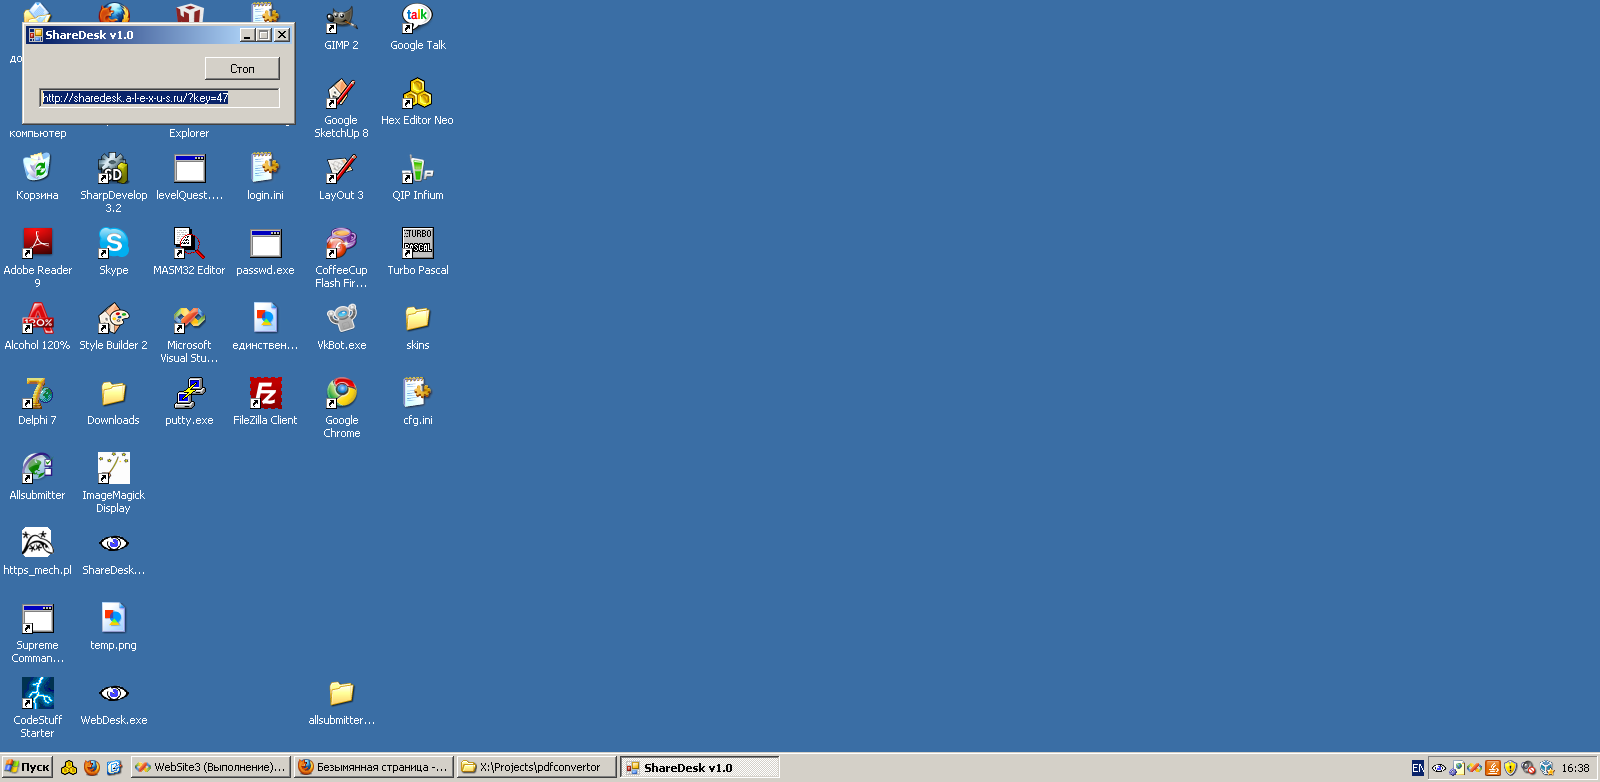 ShareDesk v1.0
Стоп
http://sharedesk.a-l-e-x-u-s.ru/?key=47
GIMP 2
Google Talk
компьютер
Explorer
Google
SketchUp 8
Hex Editor Neo
Корзина
SharpDevelop
3.2
levelQuest....
login.ini
LayOut 3
QIP Infium
Adobe Reader
9
Skype
MASM32 Editor
passwd.exe
CoffeeCup
Flash Fir...
Turbo Pascal
Alcohol 120%
Style Builder 2
Microsoft
Visual Stu...
единствен...
VkBot.exe
skins
Delphi 7
Downloads
putty.exe
FileZilla Client
Google
Chrome
cfg.ini
Allsubmitter
ImageMagick
Display
https_mech.pl
ShareDesk...
Supreme
Comman...
temp.png
CodeStuff
Starter
WebDesk.exe
allsubmitter...
Пуск
WebSite3 (Выполнение)...
Безымянная страница -...
X:\Projects\pdfconvertor
ShareDesk v1.0
EN
16:38